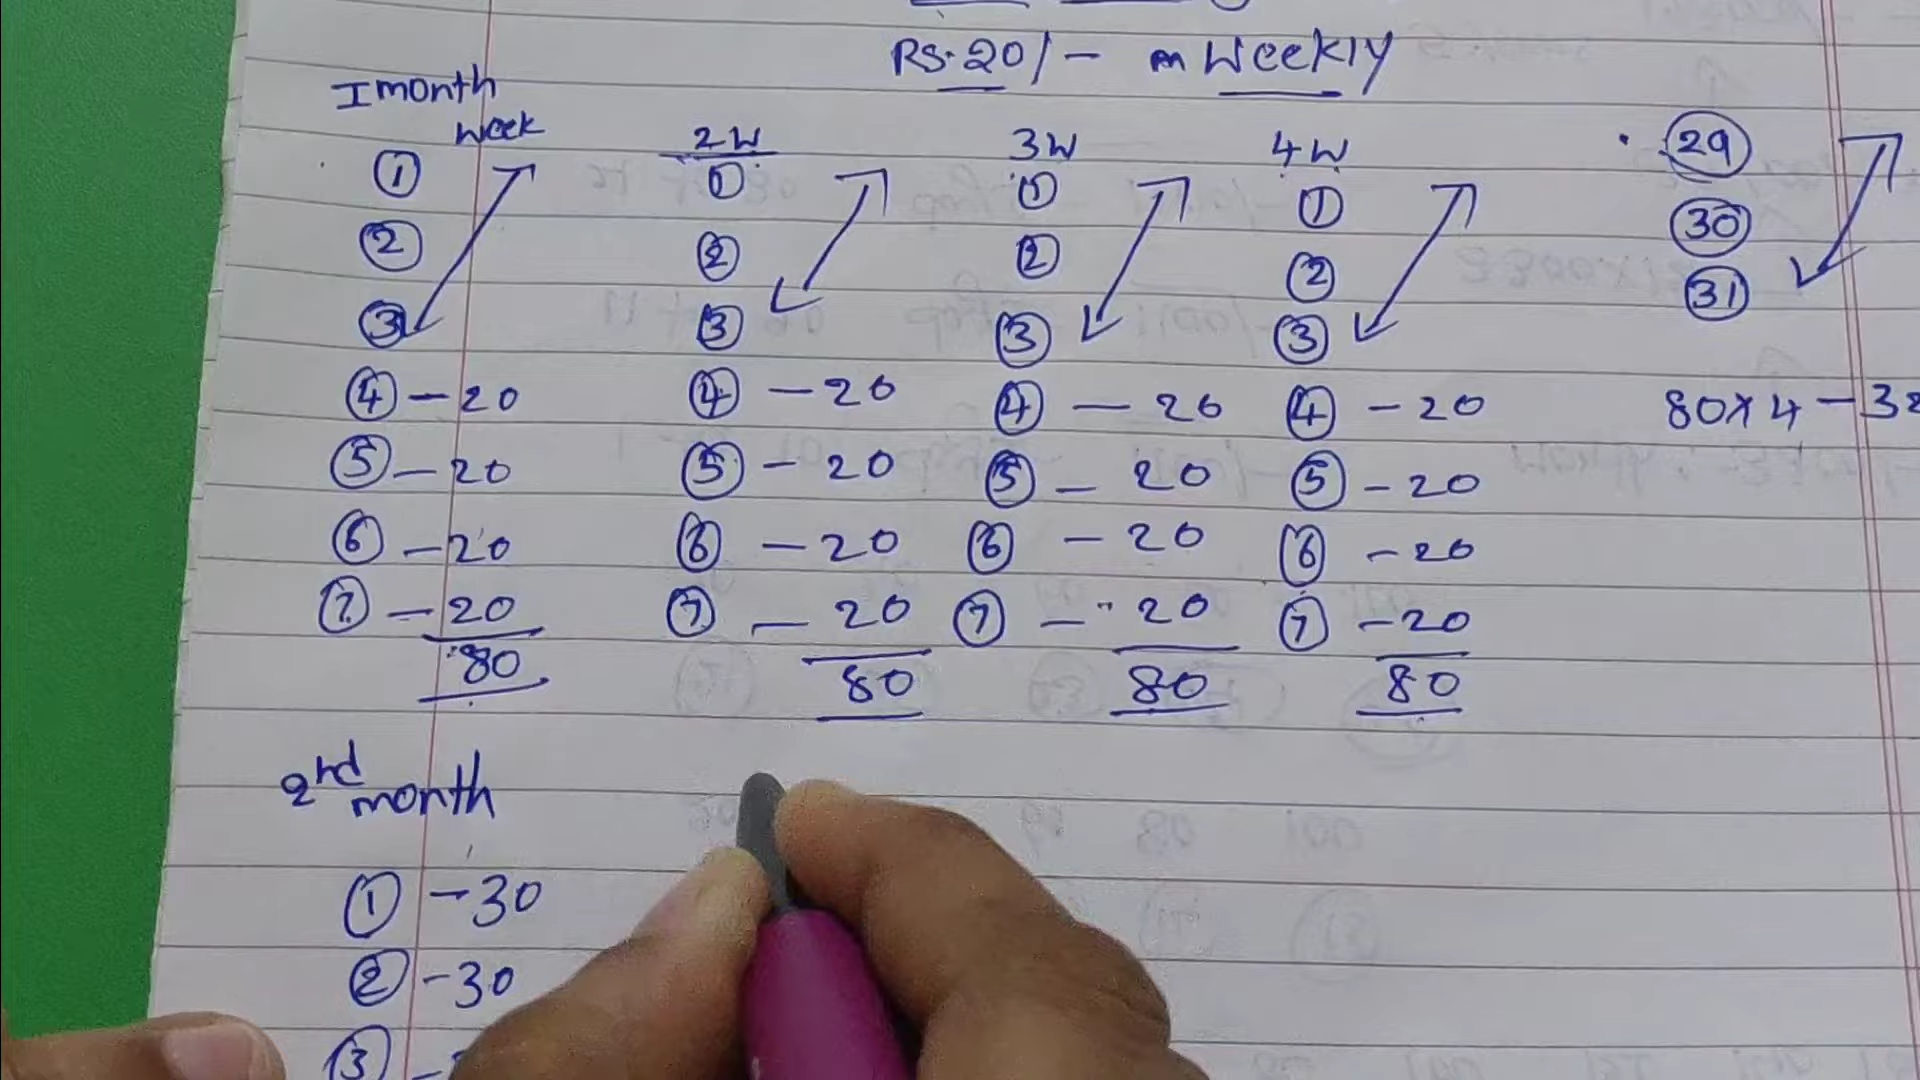 Rs.20/- Weekly
I month
week 2W 3W 4W
① ① ① ① 29
② ② ② ② 30
③ ③ ③ ③ 31
④ - 20 ④ - 20 ④ - 20 ④ - 20 80x4 - 32
⑤ - 20 ⑤ - 20 ⑤ - 20 ⑤ - 20
⑥ - 20 ⑥ - 20 ⑥ - 20 ⑥ - 20
⑦ - 20 ⑦ - 20 ⑦ - 20 ⑦ - 20
80 80 80 80
2nd month
① - 30
② - 30
③ -